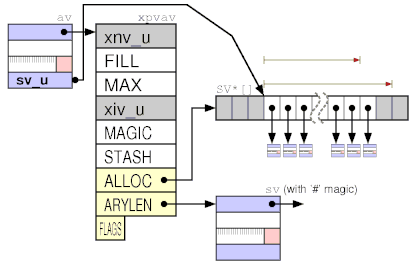 av
xpvav
xnv_u
FILL
MAX
sv_u
SV*[]
xiv_u
MAGIC
STASH
ALLOC
ARYLEN
sv (with '#' magic)
FLAGS